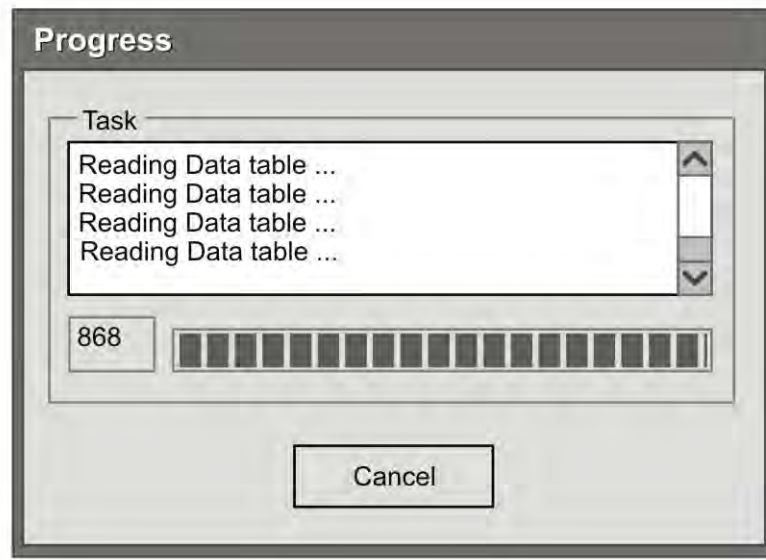 Progress
Task
Reading Data table ...
Reading Data table ...
Reading Data table ...
Reading Data table ...
868
Cancel